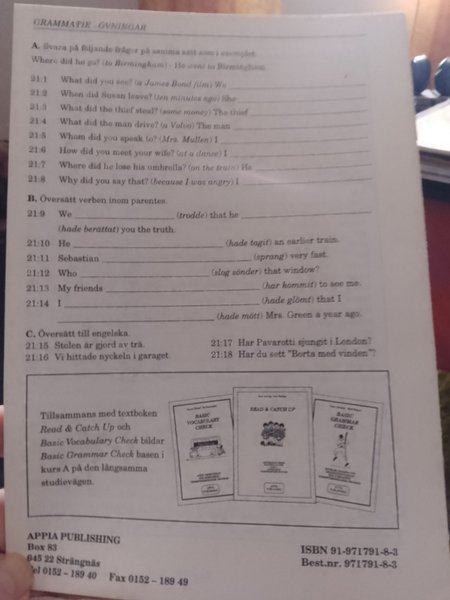 GRAMMATIK - ÖVNINGAR
A. Svara på följande frågor på samma sätt som i exemplet.
Where did he go? (to Birmingham) - He went to Birmingham.
21:1 What did you see? (a James Bond film) We
21:2 When did Susan leave? (ten minutes ago) She
21:3 What did the thief steal? (some money) The thief
21:4 What did the man drive? (a Volvo) The man
21:5 Whom did you speak to? (Mrs. Mullen) I
21:6 How did you meet your wife? (at a dance) I
21:7 Where did he lose his umbrella? (on the train) He
21:8 Why did you say that? (because I was angry) I
B. Översätt verben inom parentes.
21:9 We (trodde) that he
(hade berättat) you the truth.
21:10 He (hade tagit) an earlier train.
21:11 Sebastian (sprang) very fast.
21:12 Who (slog sönder) that window?
21:13 My friends (har kommit) to see me.
21:14 I (hade glömt) that I
(hade mött) Mrs. Green a year ago.
C. Översätt till engelska.
21:15 Stolen är gjord av trä.
21:16 Vi hittade nyckeln i garaget.
21:17 Har Pavarotti sjungit i London?
21:18 Har du sett "Borta med vinden"?
Tillsammans med textboken
Read & Catch Up och
Basic Vocabulary Check bildar
Basic Grammar Check basen i
kurs A på den långsamma
studievägen.
BASIC
VOCABULARY
CHECK
READ & CATCH UP
BASIC
GRAMMAR
CHECK
APPIA PUBLISHING
Box 83
645 22 Strängnäs
Tel 0152 - 189 40 Fax 0152 - 189 49
ISBN 91-971791-8-3
Best.nr. 971791-8-3